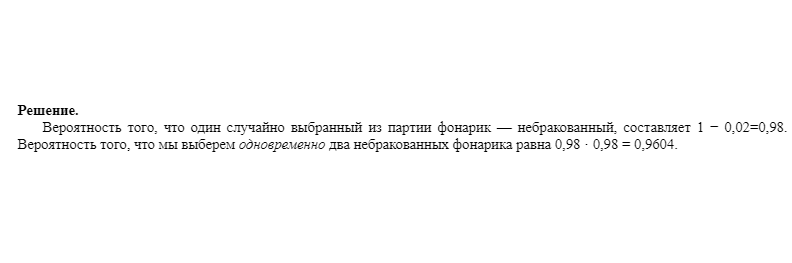 Решение.
Вероятность того, что один случайно выбранный из партии фонарик — небракованный, составляет 1 − 0,02=0,98.
Вероятность того, что мы выберем одновременно два небракованных фонарика равна 0,98 · 0,98 = 0,9604.